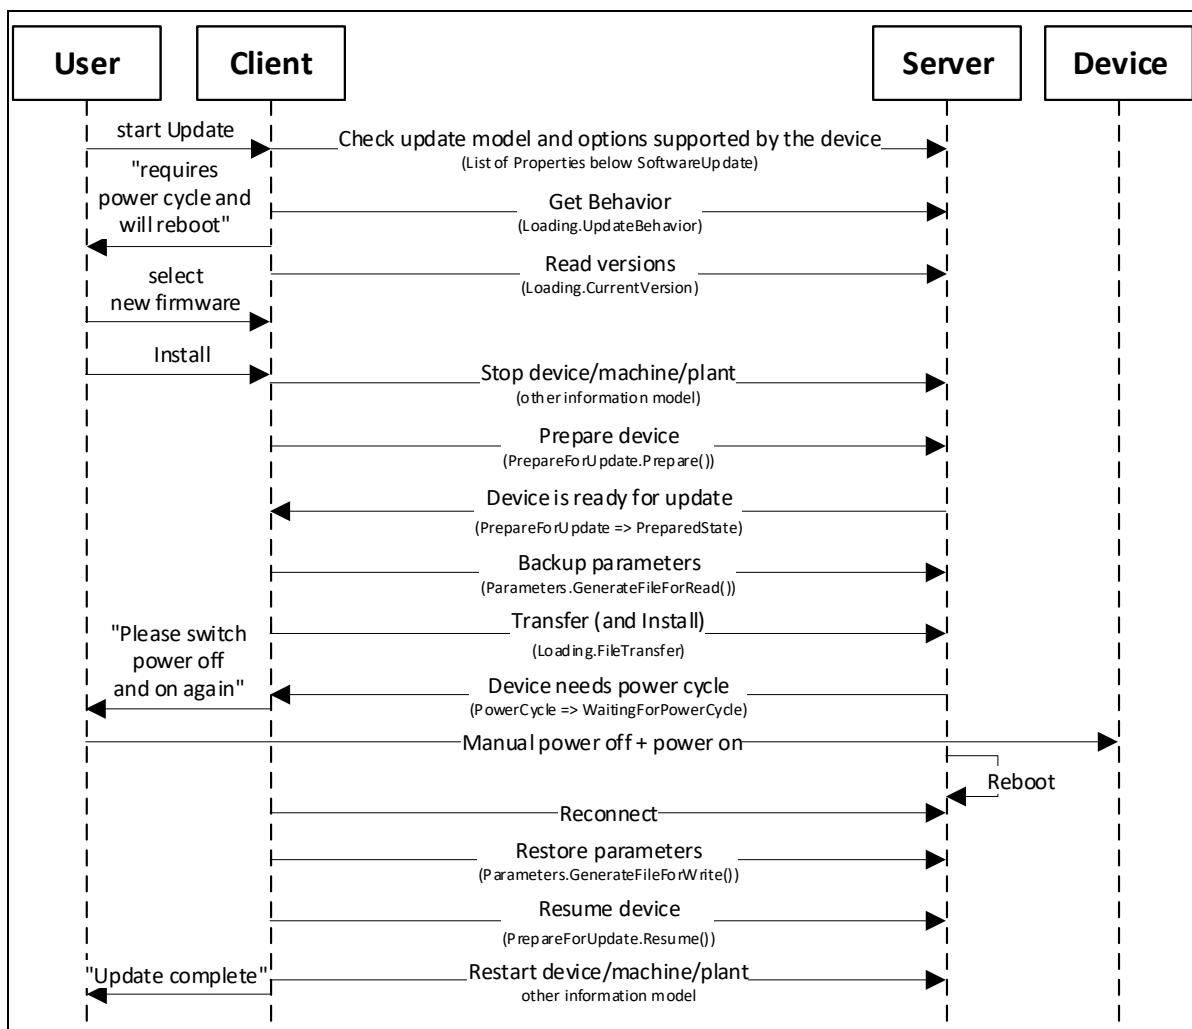 User
Client
Server
Device
start Update
Check update model and options supported by the device
(List of Properties below SoftwareUpdate)
"requires
power cycle and
will reboot"
Get Behavior
(Loading.UpdateBehavior)
Read versions
(Loading.CurrentVersion)
select
new firmware
Install
Stop device/machine/plant
(other information model)
Prepare device
(PrepareForUpdate.Prepare())
Device is ready for update
(PrepareForUpdate => PreparedState)
Backup parameters
(Parameters.GenerateFileForRead())
Transfer (and Install)
(Loading.FileTransfer)
"Please switch
power off
and on again"
Device needs power cycle
(PowerCycle => WaitingForPowerCycle)
Manual power off + power on
Reboot
Reconnect
Restore parameters
(Parameters.GenerateFileForWrite())
Resume device
(PrepareForUpdate.Resume())
"Update complete"
Restart device/machine/plant
other information model